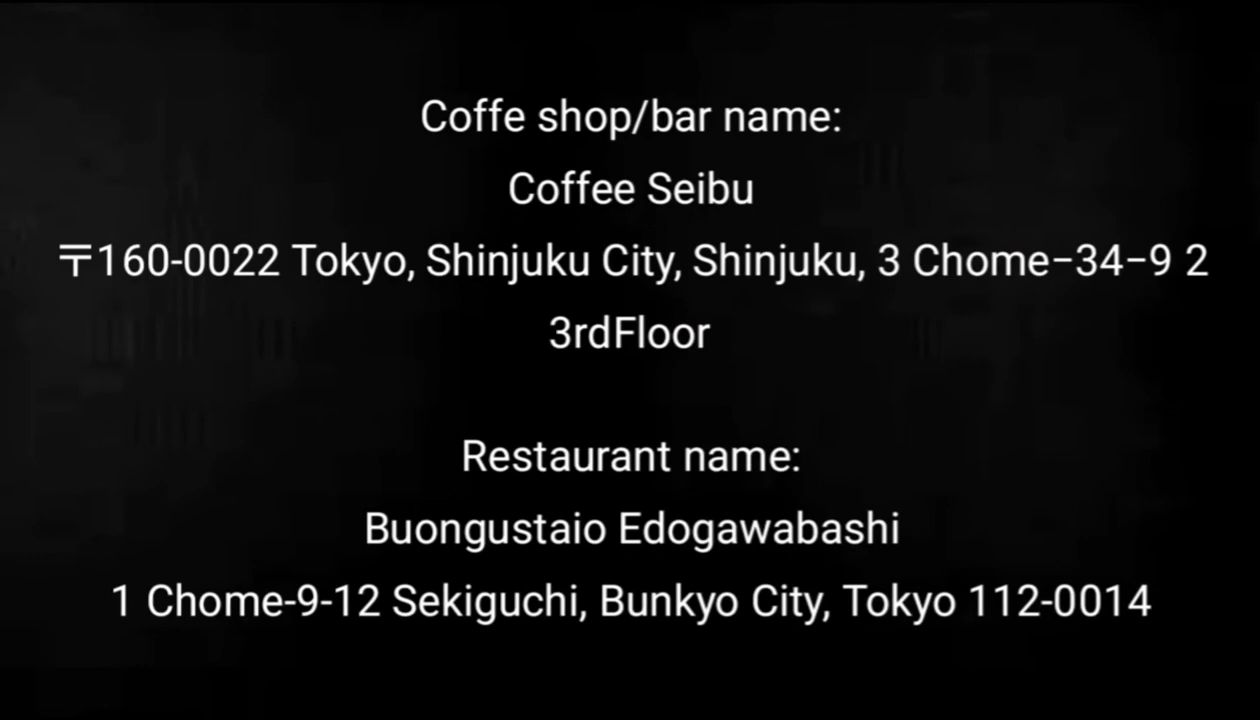 Coffe shop/bar name:
Coffee Seibu
〒160-0022 Tokyo, Shinjuku City, Shinjuku, 3 Chome−34−9 2
3rdFloor
Restaurant name:
Buongustaio Edogawabashi
1 Chome-9-12 Sekiguchi, Bunkyo City, Tokyo 112-0014